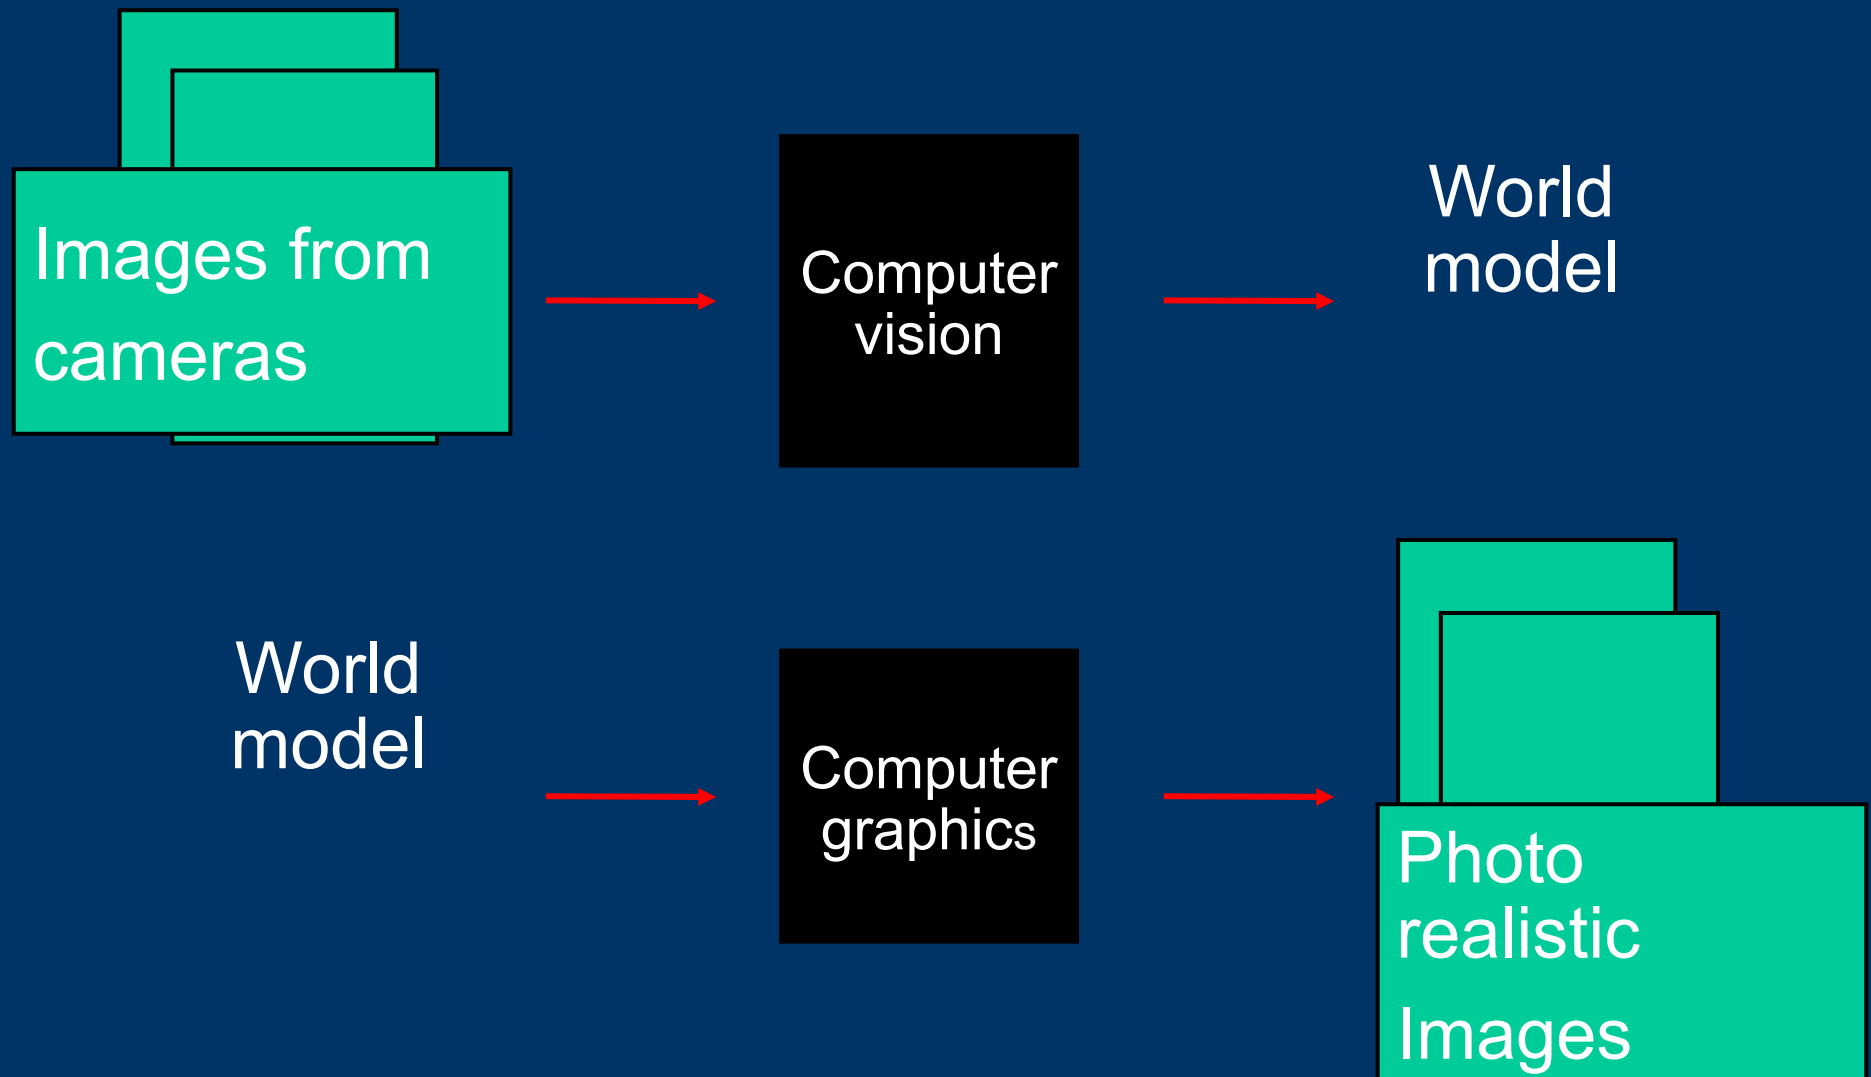 Images from
cameras
Computer
vision
World
model
World
model
Computer
graphics
Photo
realistic
Images